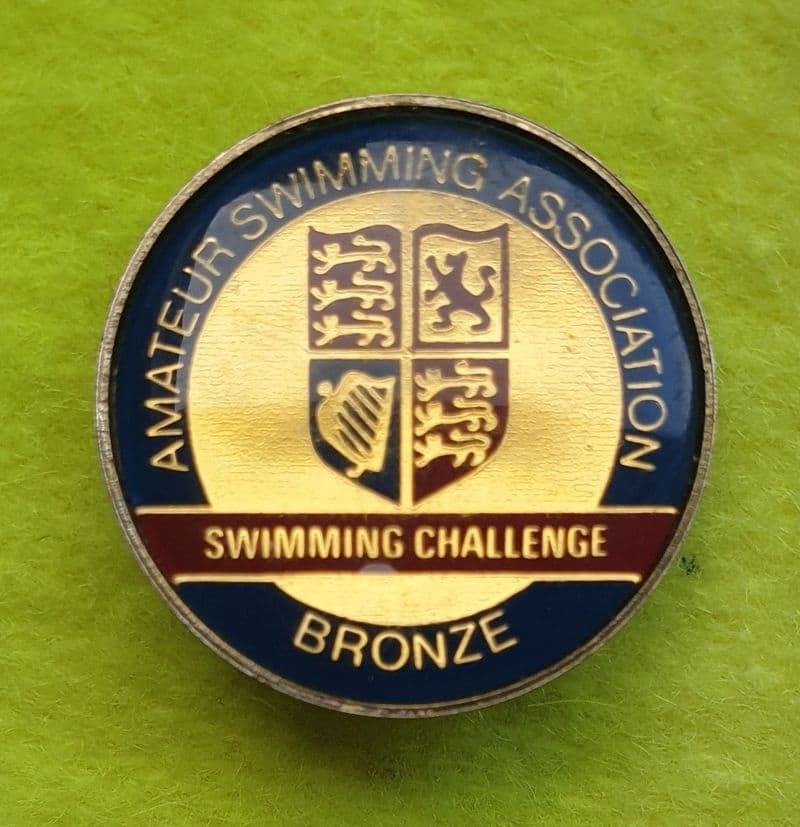 AMATEUR SWIMMING ASSOCIATION
SWIMMING CHALLENGE
BRONZE